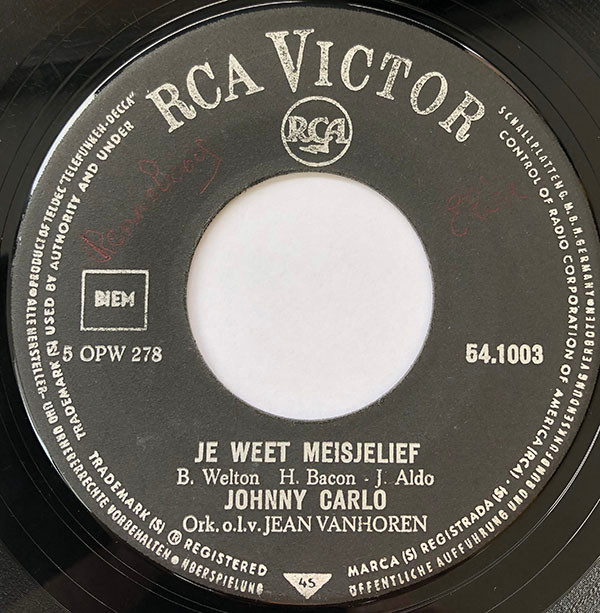 RCA VICTOR
RCA
PRODUCT OF TELDEC "TELEFUNKEN-DECCA" SCHALLPLATTEN G.M.B.H. GERMANY
TRADEMARK (S) USED BY AUTHORITY AND UNDER CONTROL OF RADIO CORPORATION OF AMERICA (RCA)
BIEM
5 OPW 278
54.1003
JE WEET MEISJELIEF
B. Welton H. Bacon - J. Aldo
JOHNNY CARLO
Ork. o.l.v. JEAN VANHOREN
TRADEMARK (S) ® REGISTERED
MARCA (S) REGISTRADA (S)
45
ALLE HERSTELLER- UND URHEBERRECHTE VORBEHALTEN
ÖFFENTLICHE AUFFÜHRUNG UND RUNDFUNKSENDUNG VERBOTEN